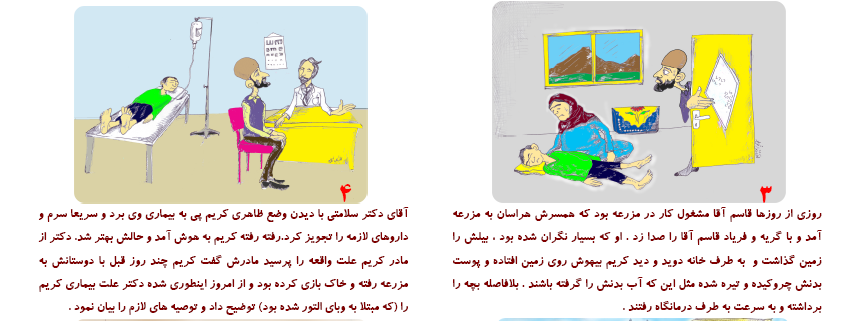 ۳
روزی از روزها قاسم آقا مشغول کار در مزرعه بود که همسرش هراسان به مزرعه
آمد و با گریه و فریاد قاسم آقا را صدا زد . او که بسیار نگران شده بود ، بیلش را
زمین گذاشت و به طرف خانه دوید و دید کریم بیهوش روی زمین افتاده و پوست
بدنش چروکیده و تیره شده مثل این که آب بدنش را گرفته باشند . بلافاصله بچه را
برداشته و به سرعت به طرف درمانگاه رفتند .
۴
آقای دکتر سلامتی با دیدن وضع ظاهری کریم پی به بیماری وی برد و سریعا سرم و
داروهای لازمه را تجویز کرد.رفته رفته کریم به هوش آمد و حالش بهتر شد. دکتر از
مادر کریم علت واقعه را پرسید مادرش گفت کریم چند روز قبل با دوستانش به
مزرعه رفته و خاک بازی کرده بود و از امروز اینطوری شده دکتر علت بیماری کریم
را (که مبتلا به وبای التور شده بود) توضیح داد و توصیه های لازم را بیان نمود .